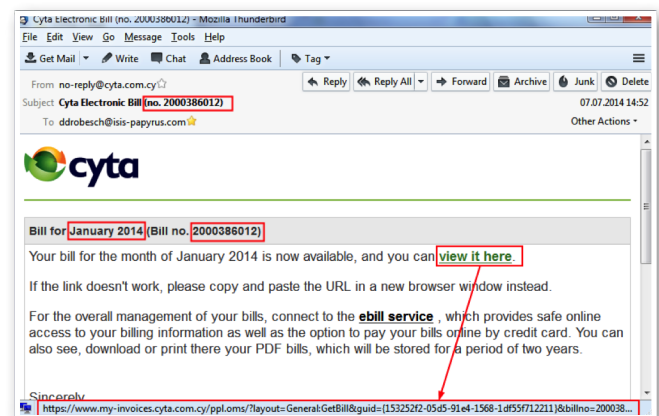 Cyta Electronic Bill (no. 2000386012) - Mozilla Thunderbird
File Edit View Go Message Tools Help
Get Mail Write Chat Address Book Tag
From no-reply@cyta.com.cy Reply Reply All Forward Archive Junk Delete
Subject Cyta Electronic Bill (no. 2000386012) 07.07.2014 14:52
To ddrobesch@isis-papyrus.com Other Actions
cyta
Bill for January 2014 (Bill no. 2000386012)
Your bill for the month of January 2014 is now available, and you can view it here.
If the link doesn't work, please copy and paste the URL in a new browser window instead.
For the overall management of your bills, connect to the ebill service , which provides safe online
access to your billing information as well as the option to pay your bills online by credit card. You can
also see, download or print there your PDF bills, which will be stored for a period of two years.
Sincerely
https://www.my-invoices.cyta.com.cy/ppl.oms/?layout=General:GetBill&guid={153252f2-05d5-91e4-1568-1df55f712211}&billno=200038...